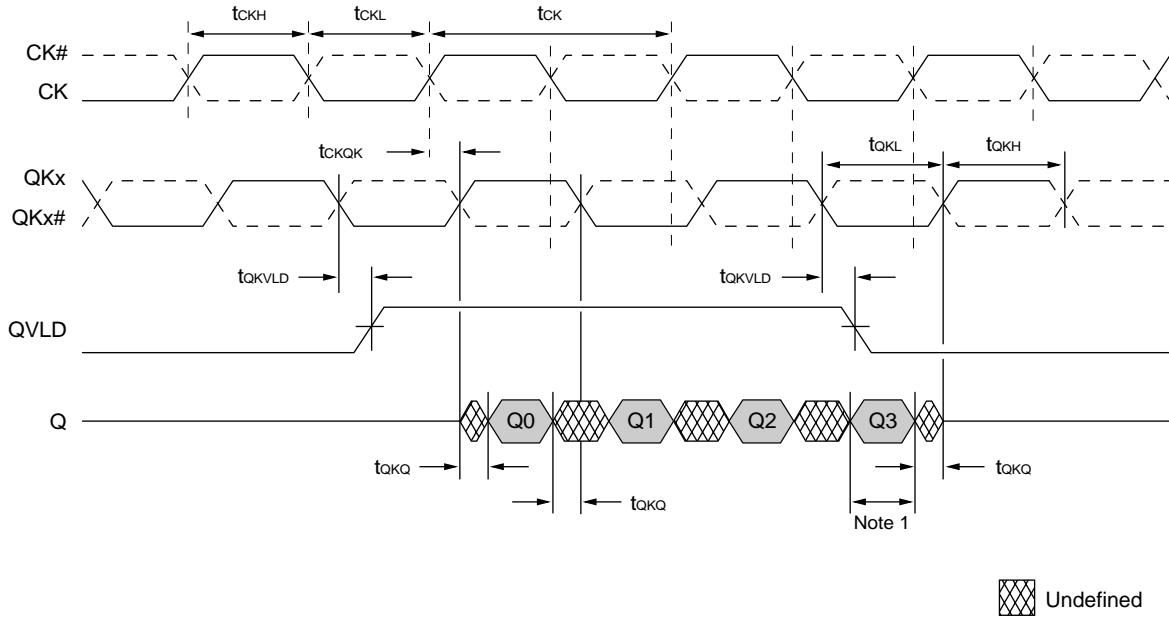 tCKH tCKL tCK
CK#
CK
tCKQK tQKL tQKH
QKx
QKx#
tQKVLD tQKVLD
QVLD
Q Q0 Q1 Q2 Q3
tQKQ tQKQ
tQKQ
Note 1
Undefined